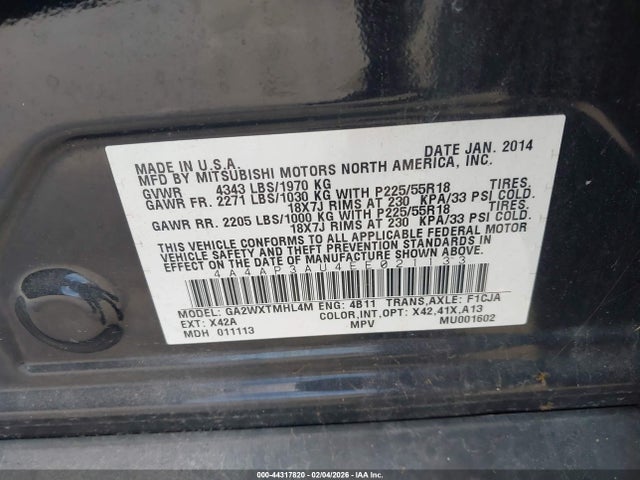 MADE IN U.S.A. DATE JAN. 2014
MFD BY MITSUBISHI MOTORS NORTH AMERICA, INC.
GVWR 4343 LBS/1970 KG
GAWR FR. 2271 LBS/1030 KG WITH P225/55R18 TIRES.
18X7J RIMS AT 230 KPA/33 PSI COLD.
GAWR RR. 2205 LBS/1000 KG WITH P225/55R18 TIRES.
18X7J RIMS AT 230 KPA/33 PSI COLD.
THIS VEHICLE CONFORMS TO ALL APPLICABLE FEDERAL MOTOR
VEHICLE SAFETY AND THEFT PREVENTION STANDARDS IN
EFFECT ON THE DATE OF MANUFACTURE SHOWN ABOVE.
4A4AP3AU4EE021133
MODEL: GA2WXTMHL4M ENG: 4B11 TRANS,AXLE: F1CJA
EXT: X42A COLOR,INT,OPT: X42,41X,A13
MDH 011113 MPV MU001602
000-44317820 - 02/04/2026 - IAA Inc.